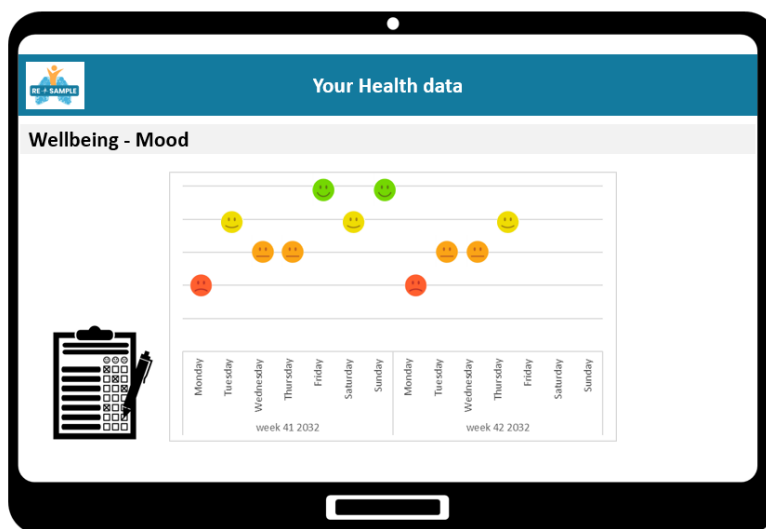 Your Health data
RE SAMPLE
Wellbeing - Mood
Monday
Tuesday
Wednesday
Thursday
Friday
Saturday
Sunday
Monday
Tuesday
Wednesday
Thursday
Friday
Saturday
Sunday
week 41 2032
week 42 2032